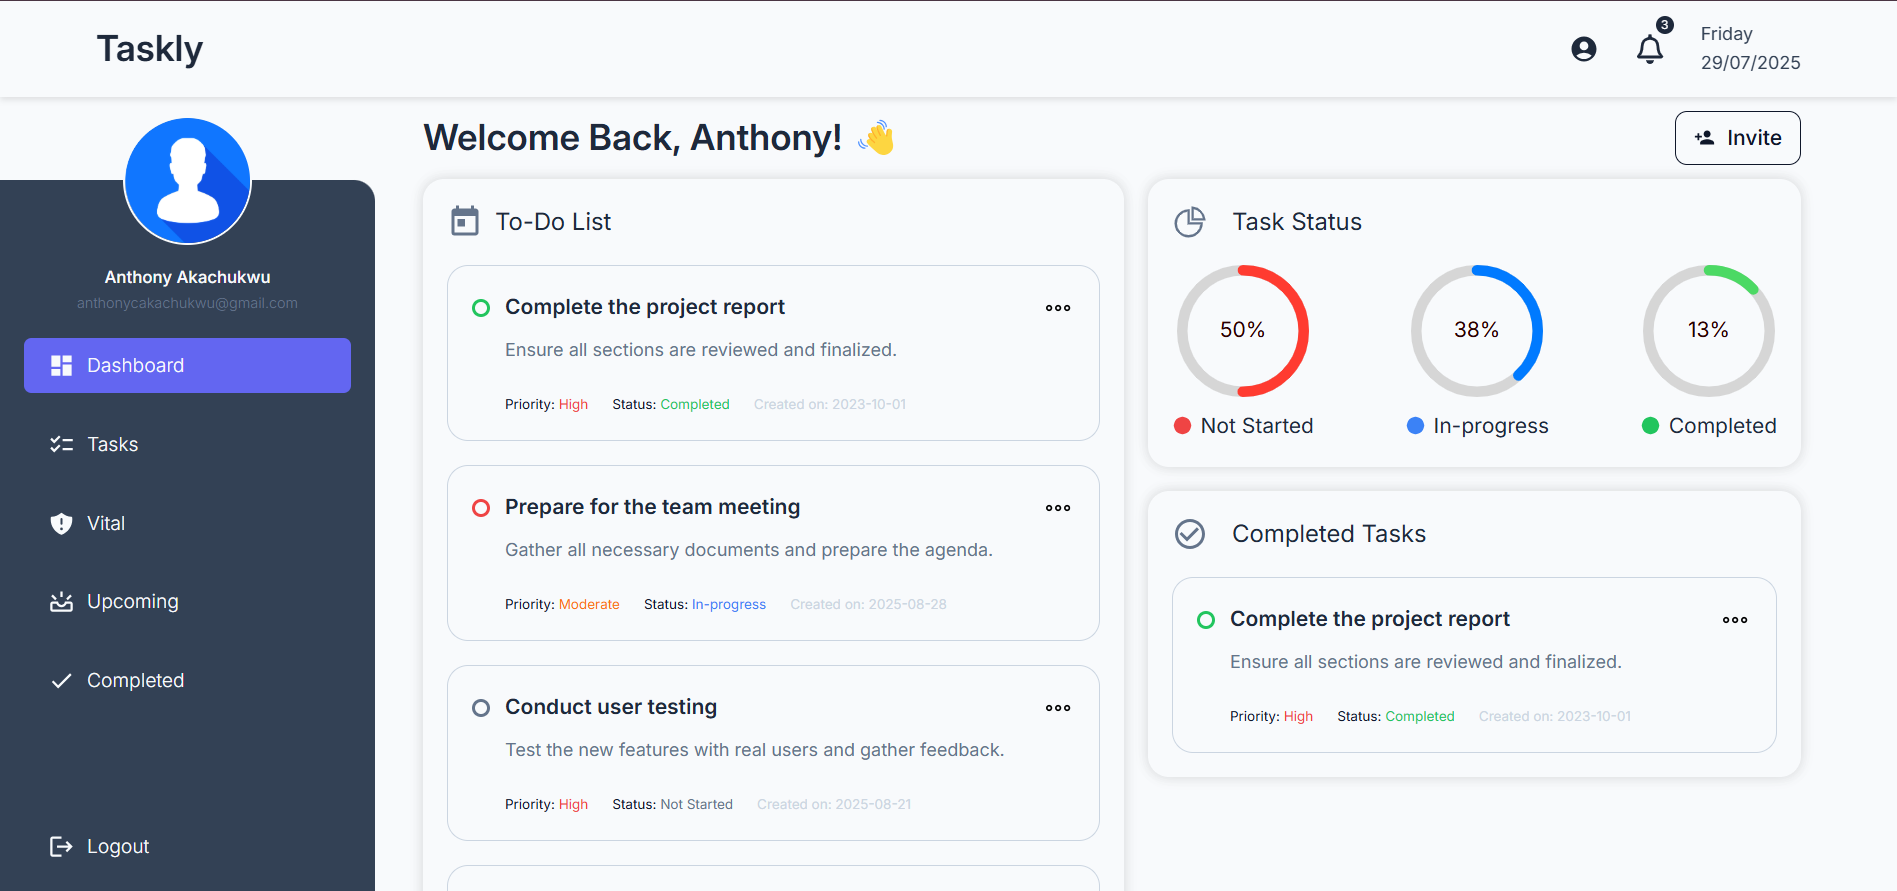 Taskly
3
Friday
29/07/2025
Anthony Akachukwu
anthonycakachukwu@gmail.com
Dashboard
Tasks
Vital
Upcoming
Completed
Logout
Welcome Back, Anthony! 👋
Invite
To-Do List
Complete the project report
Ensure all sections are reviewed and finalized.
Priority: High Status: Completed Created on: 2023-10-01
Prepare for the team meeting
Gather all necessary documents and prepare the agenda.
Priority: Moderate Status: In-progress Created on: 2025-08-28
Conduct user testing
Test the new features with real users and gather feedback.
Priority: High Status: Not Started Created on: 2025-08-21
Task Status
50% 38% 13%
Not Started In-progress Completed
Completed Tasks
Complete the project report
Ensure all sections are reviewed and finalized.
Priority: High Status: Completed Created on: 2023-10-01